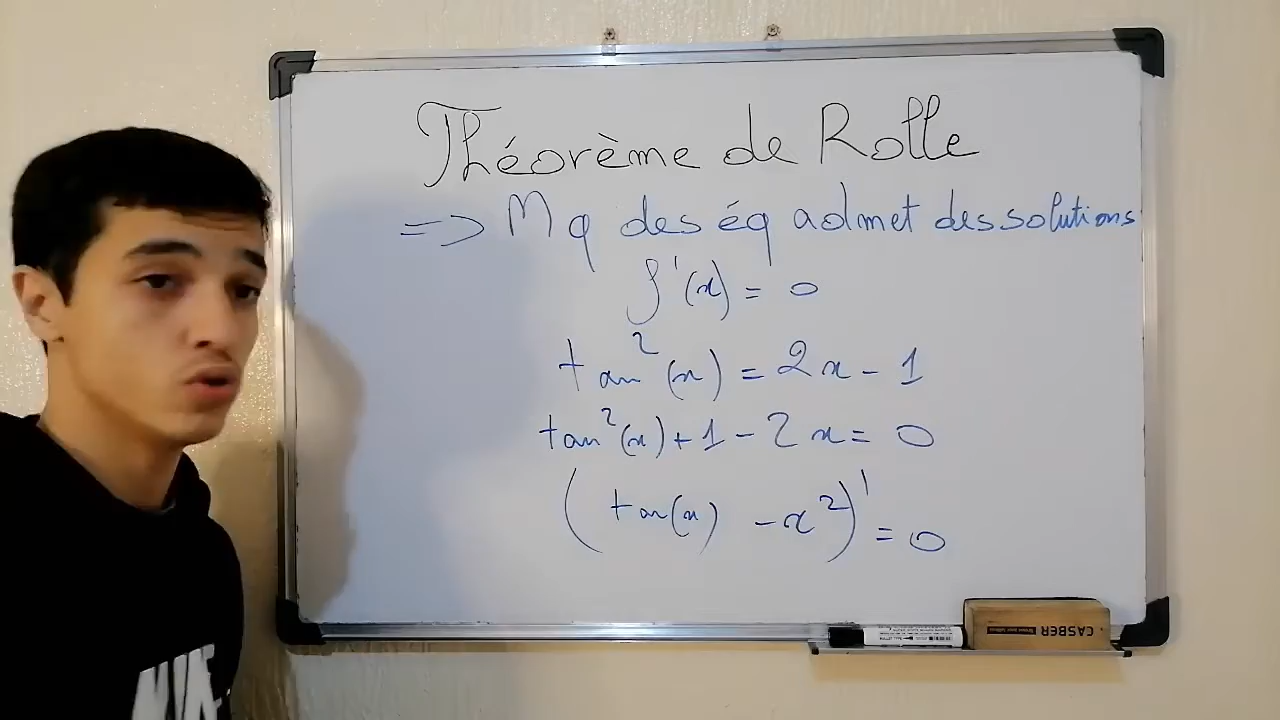 Théorème de Rolle
=> Mq des éq admet des solutions
f'(x) = 0
tan²(x) = 2x - 1
tan²(x) + 1 - 2x = 0
(tan(x) - x²)' = 0
CASBER